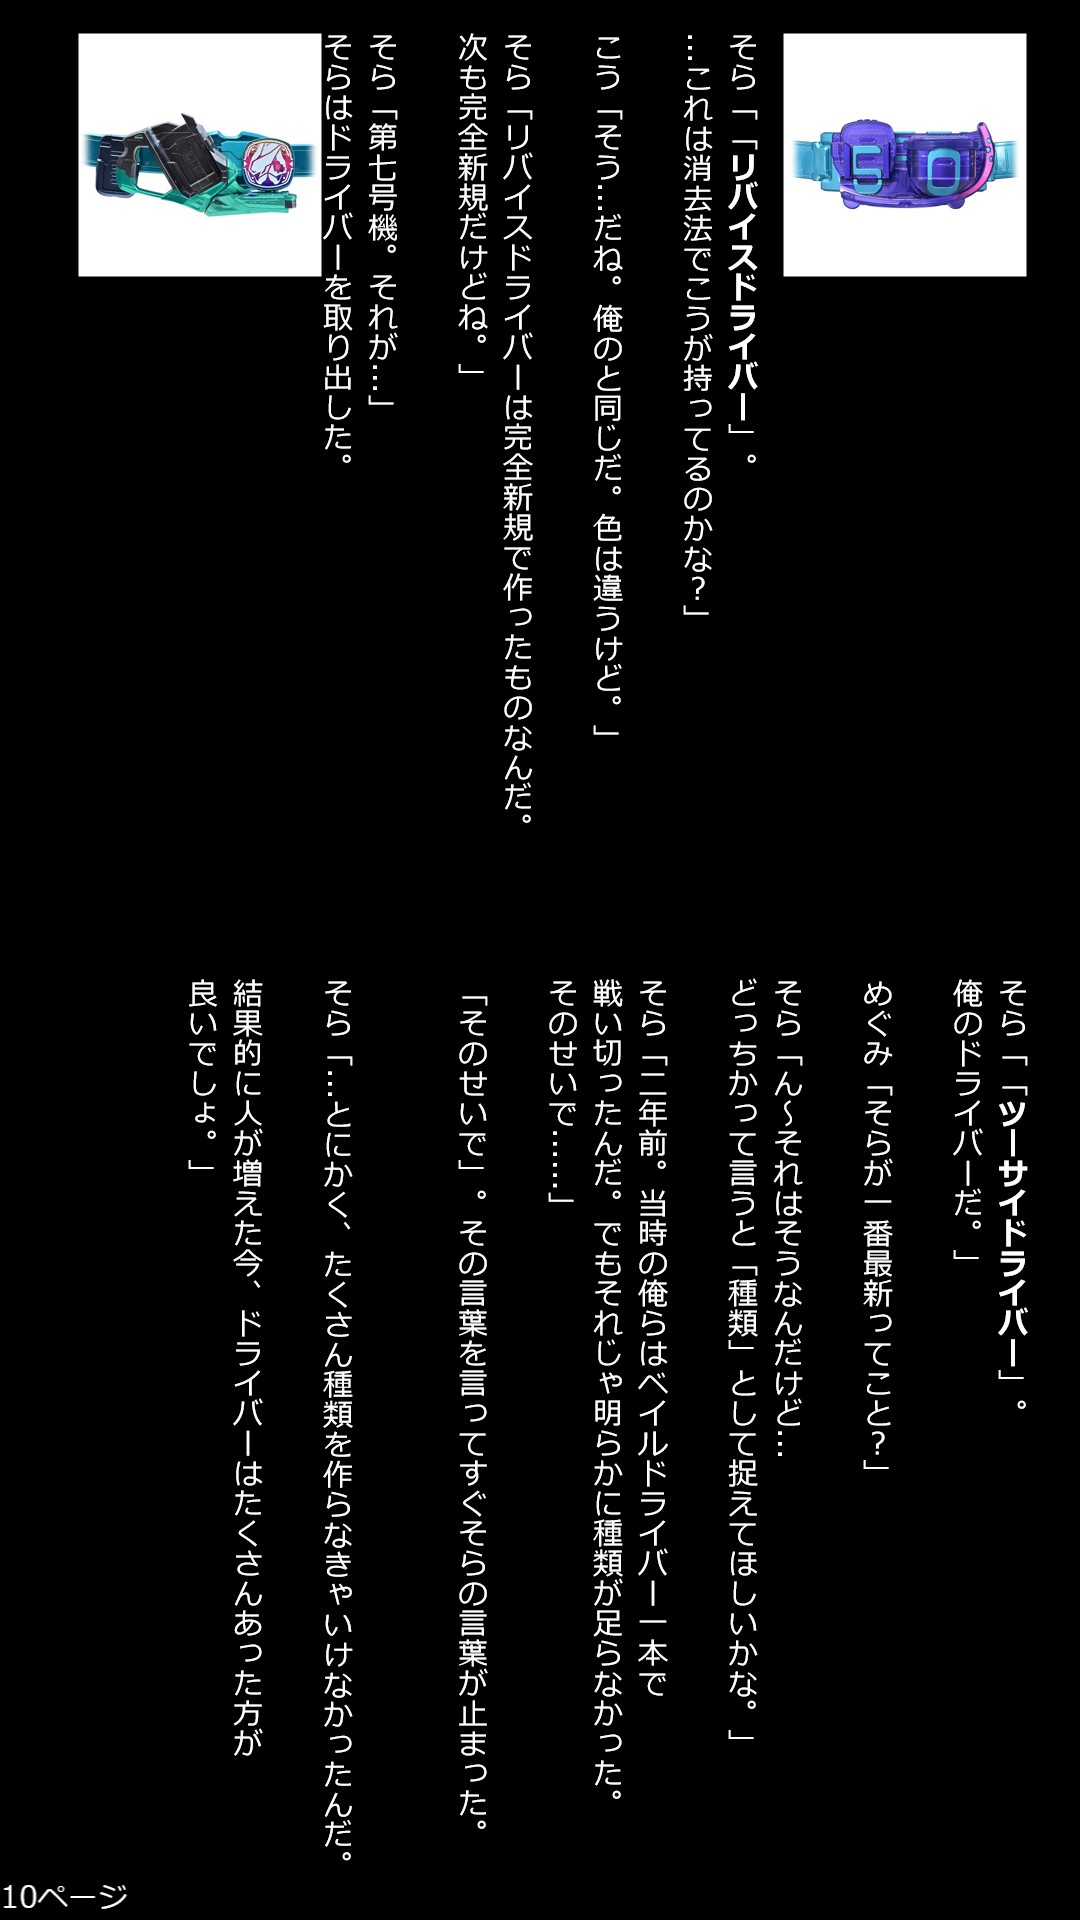 50
そら「「リバイスドライバー」。
…これは消去法でこうが持ってるのかな？」
こう「そう…だね。俺のと同じだ。色は違うけど。」
そら「リバイスドライバーは完全新規で作ったものなんだ。
次も完全新規だけどね。」
そら「第七号機。それが…」
そらはドライバーを取り出した。
そら「「ツーサイドライバー」。
俺のドライバーだ。」
めぐみ「そらが一番最新ってこと？」
そら「ん～それはそうなんだけど…
どっちかって言うと「種類」として捉えてほしいかな。」
そら「二年前。当時の俺らはベイルドライバー一本で
戦い切ったんだ。でもそれじゃ明らかに種類が足らなかった。
そのせいで……」
「そのせいで」。その言葉を言ってすぐそらの言葉が止まった。
そら「…とにかく、たくさん種類を作らなきゃいけなかったんだ。
結果的に人が増えた今、ドライバーはたくさんあった方が
良いでしょ。」
10ページ